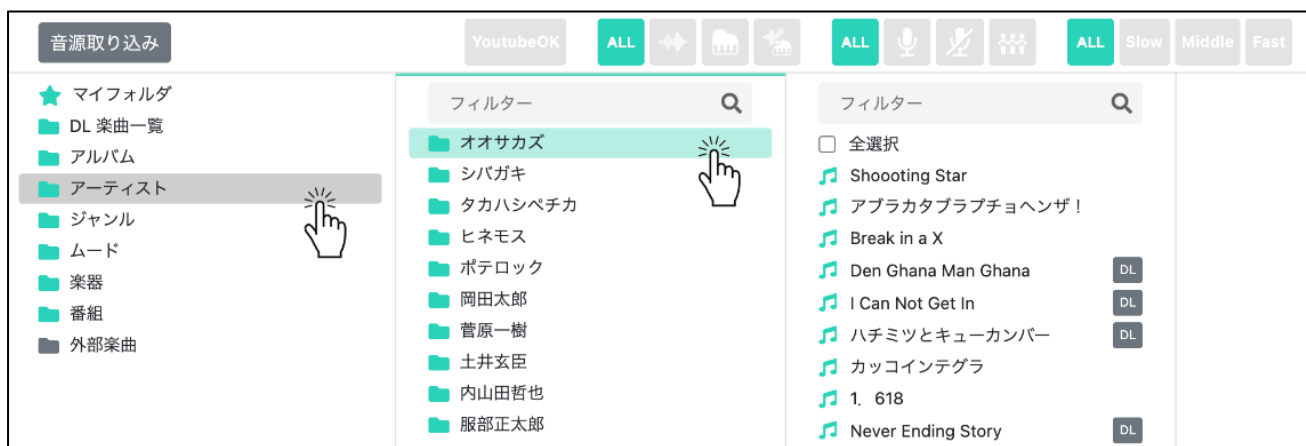 音源取り込み
YoutubeOK ALL ALL ALL Slow Middle Fast
マイフォルダ
DL 楽曲一覧
アルバム
アーティスト
ジャンル
ムード
楽器
番組
外部楽曲
フィルター
オオサカズ
シバガキ
タカハシペチカ
ヒネモス
ポテロック
岡田太郎
菅原一樹
土井玄臣
内山田哲也
服部正太郎
フィルター
全選択
Shoooting Star
アブラカタブラプチョヘンザ！
Break in a X
Den Ghana Man Ghana DL
I Can Not Get In DL
ハチミツとキューカンバー DL
カッコインテグラ
1．618
Never Ending Story DL